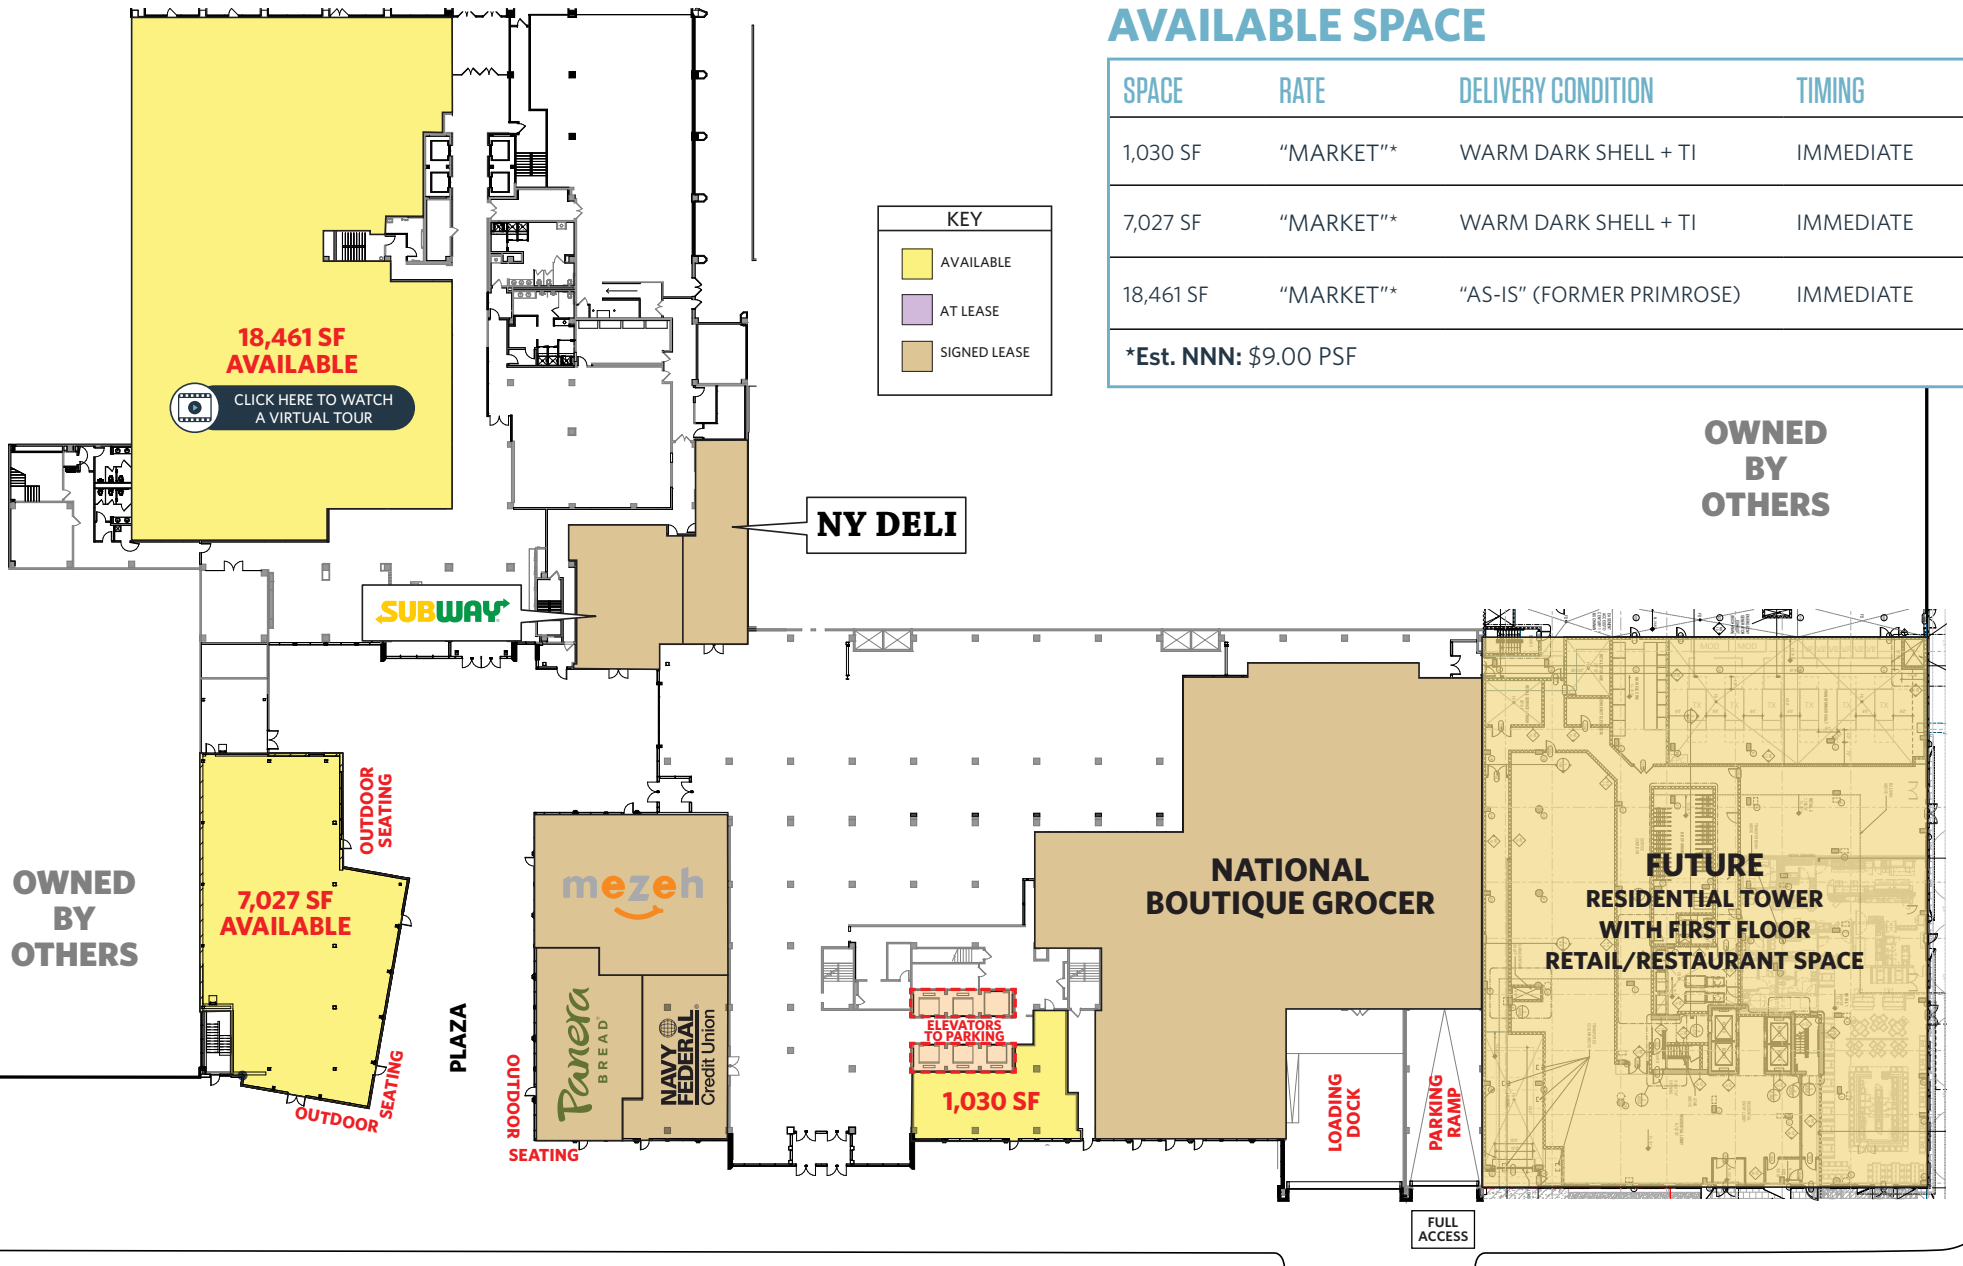 AVAILABLE SPACE
SPACE RATE DELIVERY CONDITION TIMING
1,030 SF "MARKET"* WARM DARK SHELL + TI IMMEDIATE
7,027 SF "MARKET"* WARM DARK SHELL + TI IMMEDIATE
18,461 SF "MARKET"* "AS-IS" (FORMER PRIMROSE) IMMEDIATE
*Est. NNN: $9.00 PSF
KEY
AVAILABLE
AT LEASE
SIGNED LEASE
18,461 SF
AVAILABLE
CLICK HERE TO WATCH
A VIRTUAL TOUR
OWNED
BY
OTHERS
NY DELI
SUBWAY
OUTDOOR
SEATING
OWNED
BY
OTHERS
7,027 SF
AVAILABLE
OUTDOOR
SEATING
PLAZA
mezeh
Panera
BREAD
NAVY
FEDERAL
Credit Union
OUTDOOR
SEATING
ELEVATORS
TO PARKING
1,030 SF
NATIONAL
BOUTIQUE GROCER
LOADING
DOCK
PARKING
RAMP
FULL
ACCESS
FUTURE
RESIDENTIAL TOWER
WITH FIRST FLOOR
RETAIL/RESTAURANT SPACE